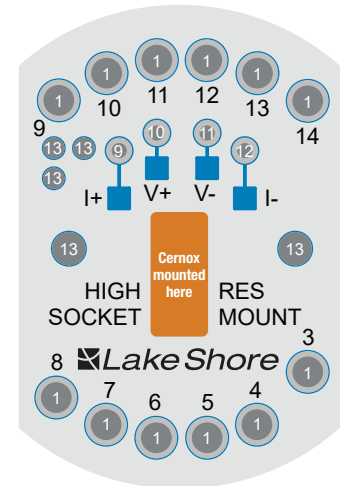 1 1 1 1 1 1
9 10 11 12 13 14
13 13
13
9 10 11 12
I+ V+ V- I-
13 13
Cernox
mounted
here
HIGH RES
SOCKET MOUNT
LakeShore
8 7 6 5 4 3
1 1 1 1 1 1